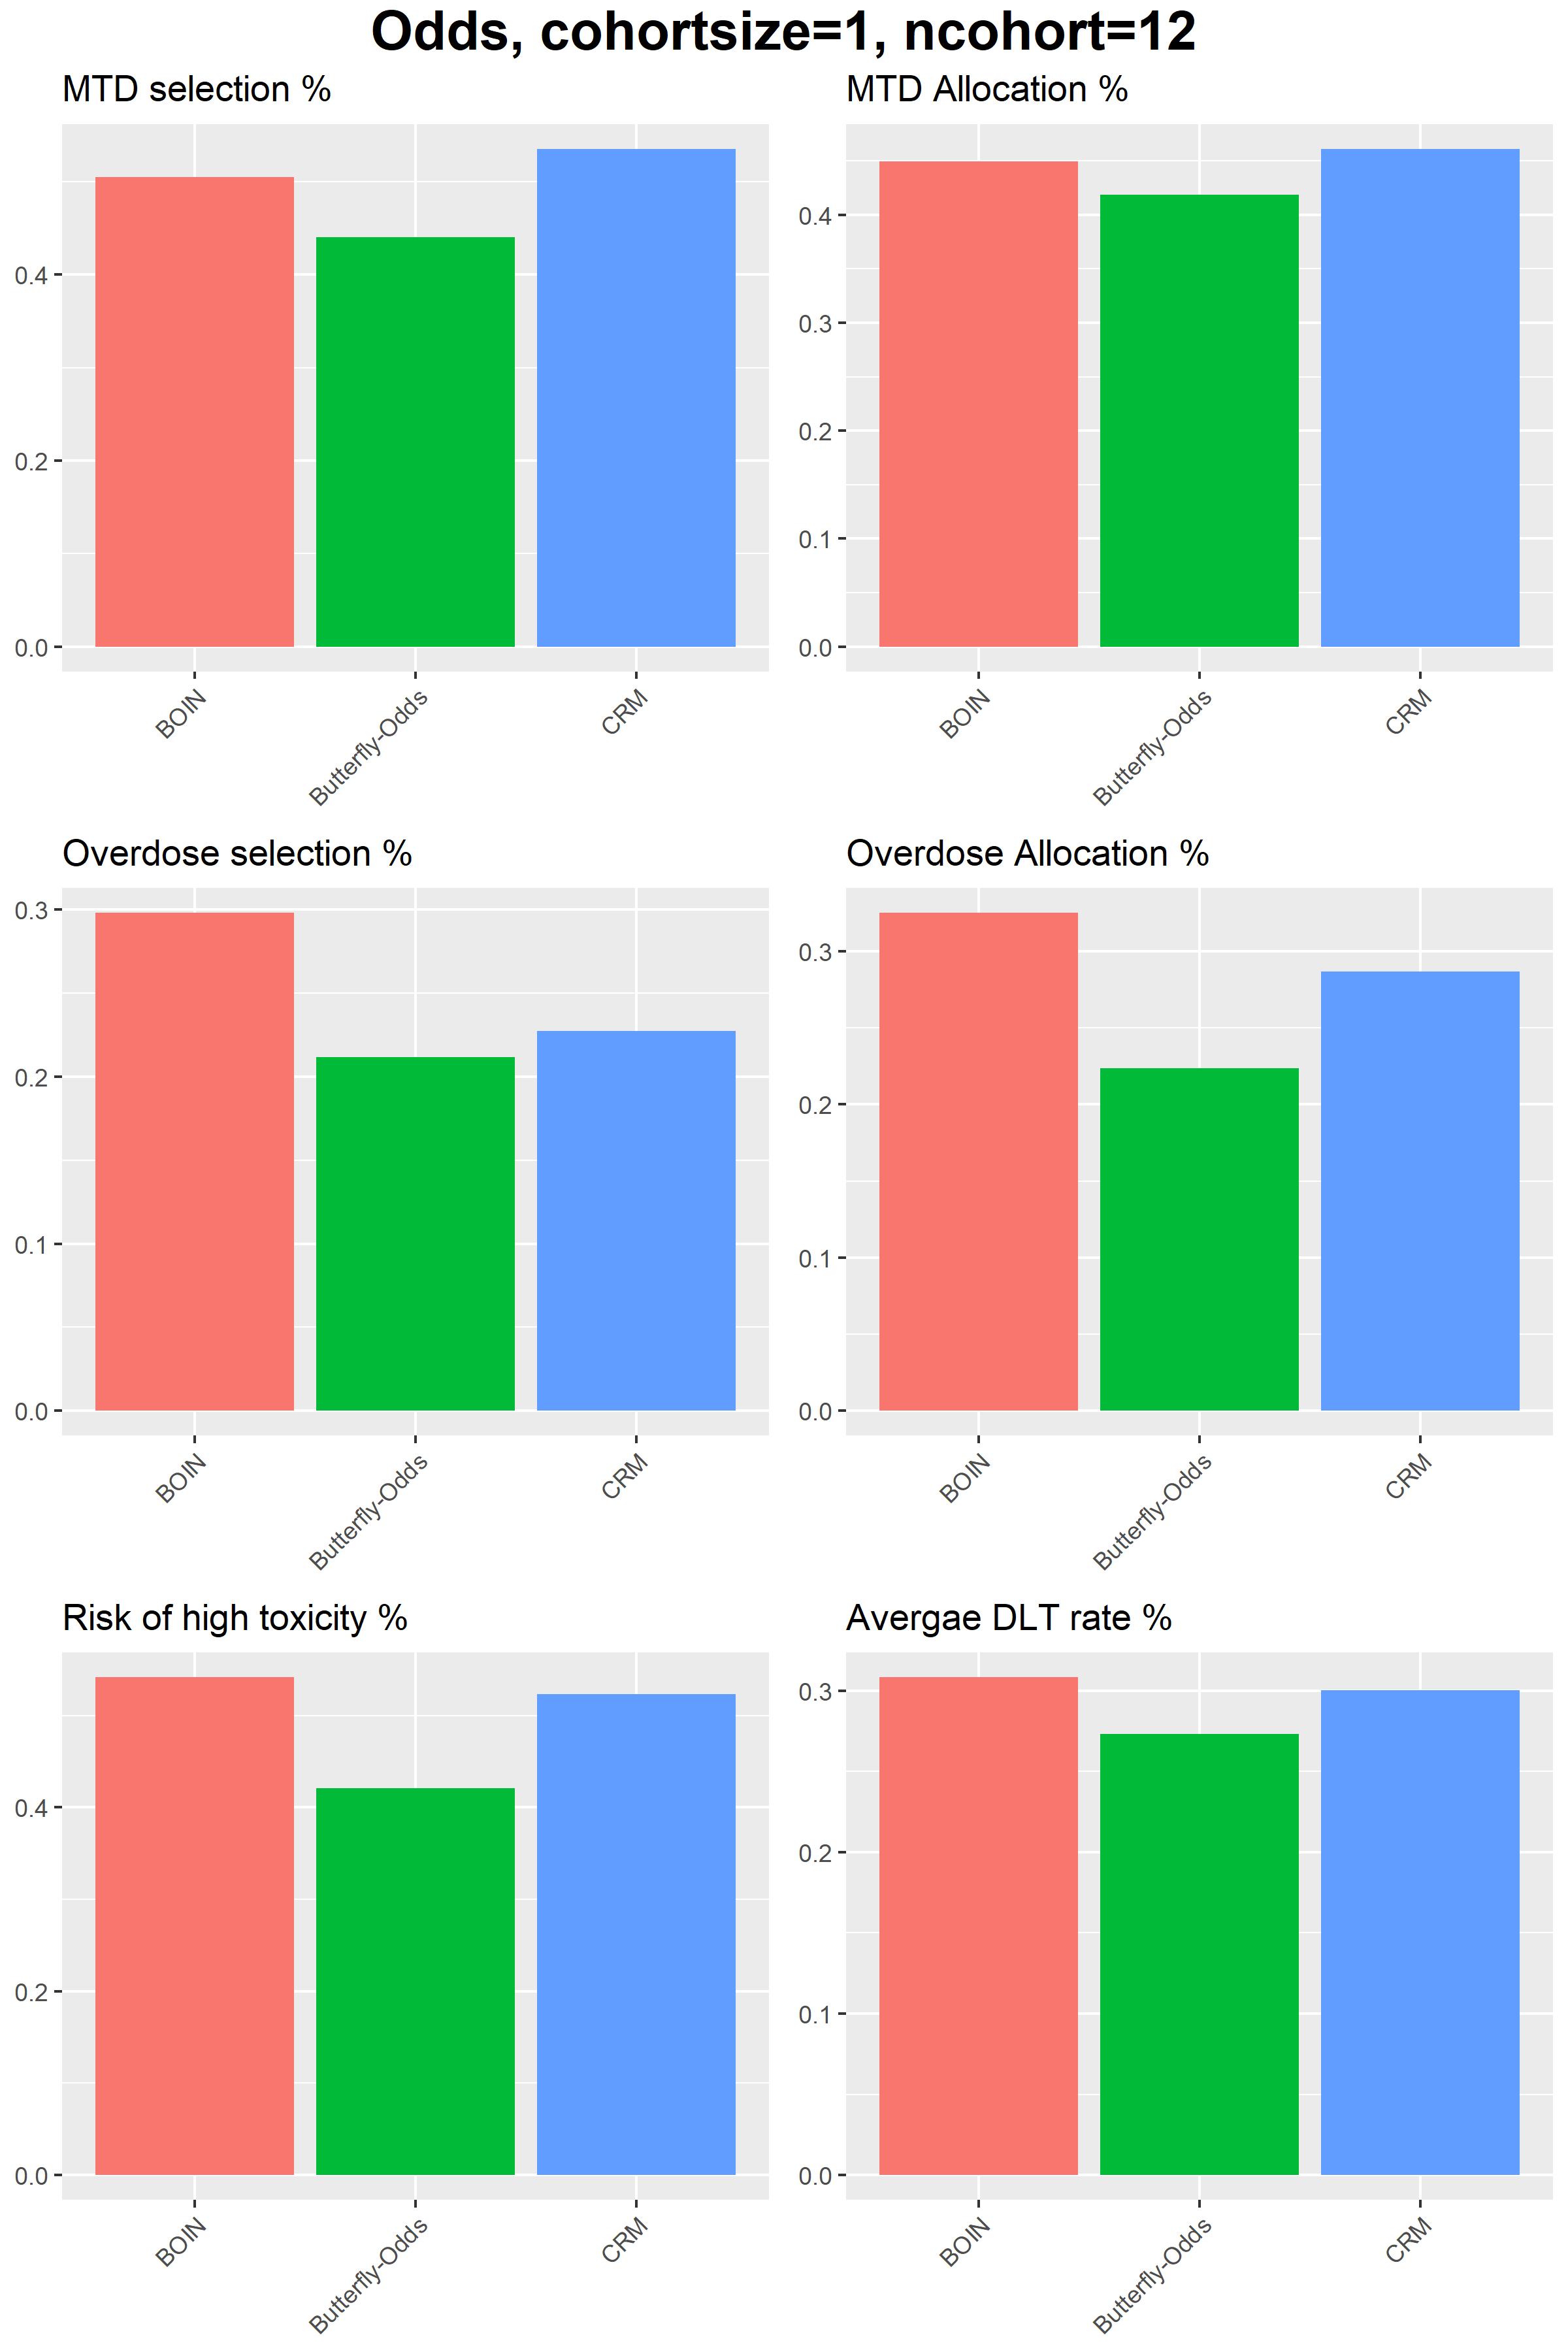 Odds, cohortsize=1, ncohort=12
MTD selection %
0.4
0.2
0.0
BOIN
Butterfly-Odds
CRM
MTD Allocation %
0.4
0.3
0.2
0.1
0.0
BOIN
Butterfly-Odds
CRM
Overdose selection %
0.3
0.2
0.1
0.0
BOIN
Butterfly-Odds
CRM
Overdose Allocation %
0.3
0.2
0.1
0.0
BOIN
Butterfly-Odds
CRM
Risk of high toxicity %
0.4
0.2
0.0
BOIN
Butterfly-Odds
CRM
Avergae DLT rate %
0.3
0.2
0.1
0.0
BOIN
Butterfly-Odds
CRM